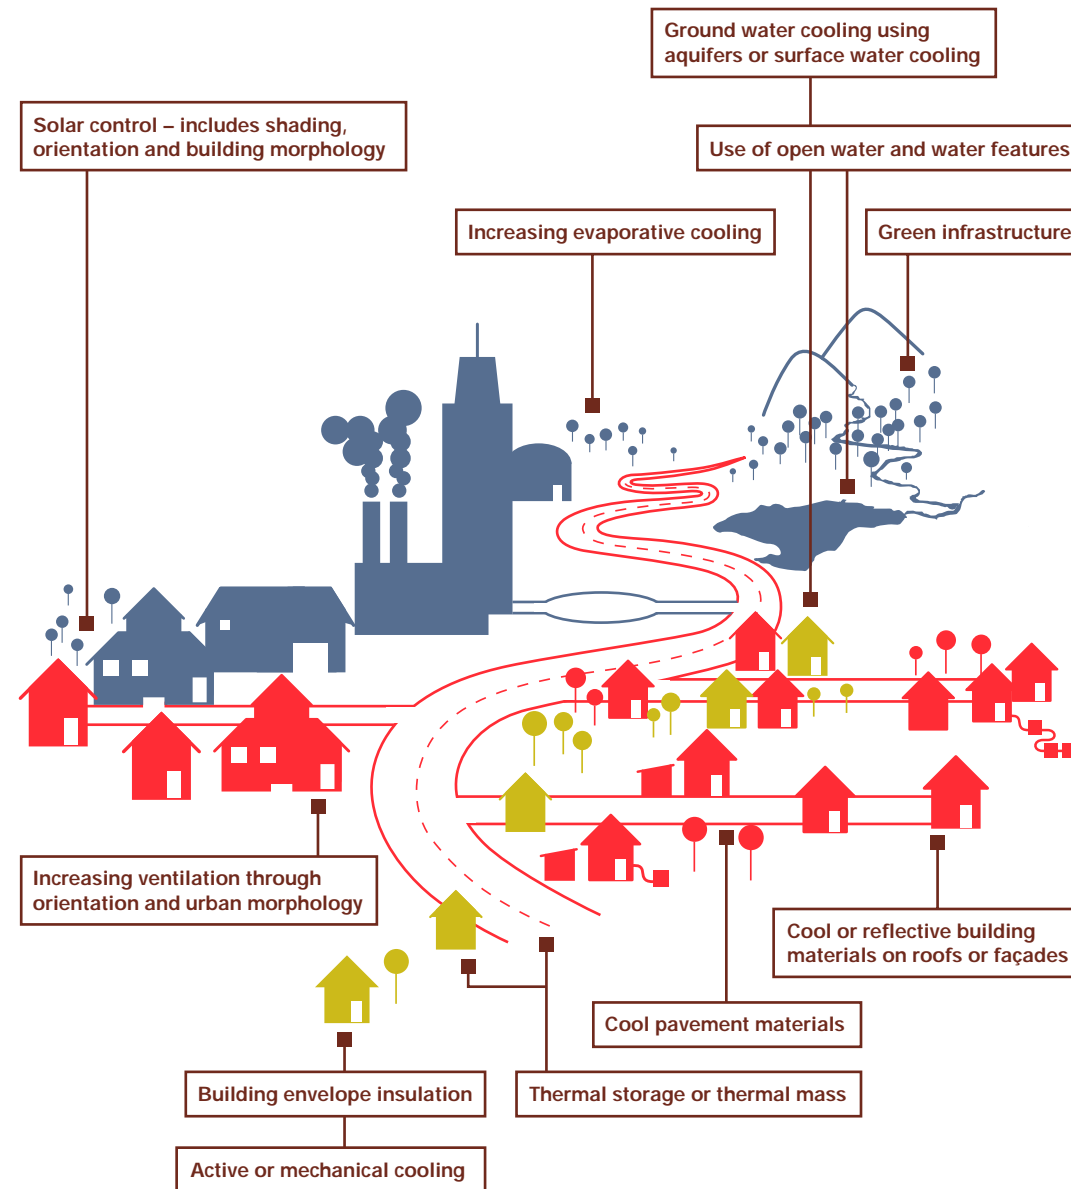 Ground water cooling using
aquifers or surface water cooling
Solar control – includes shading,
orientation and building morphology
Use of open water and water features
Increasing evaporative cooling
Green infrastructure
Increasing ventilation through
orientation and urban morphology
Cool or reflective building
materials on roofs or façades
Cool pavement materials
Building envelope insulation
Thermal storage or thermal mass
Active or mechanical cooling